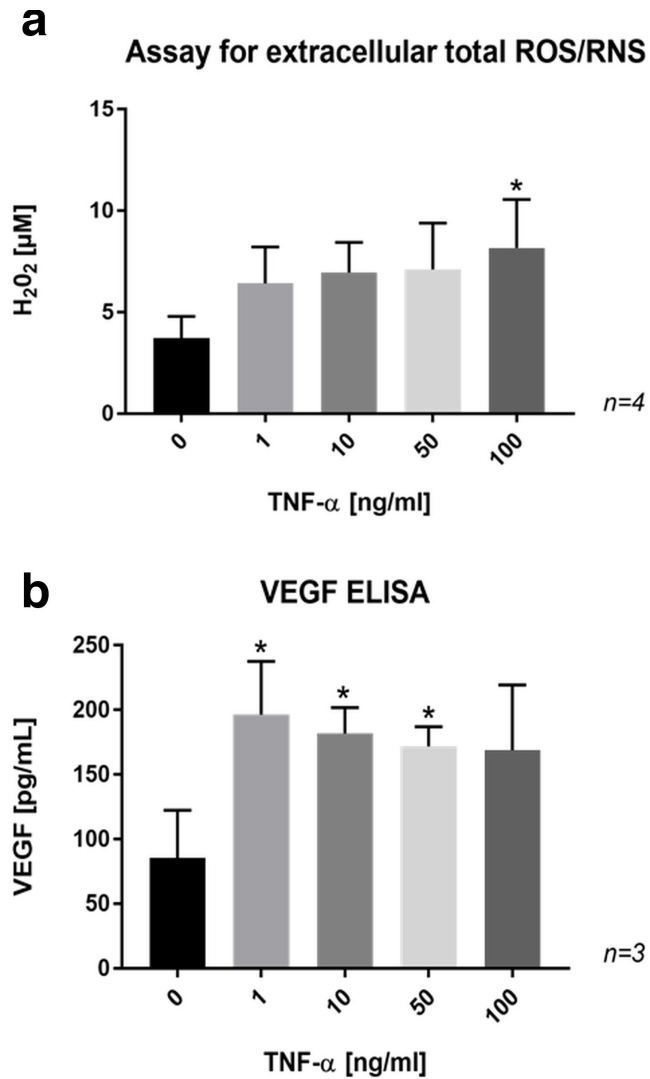 a
Assay for extracellular total ROS/RNS
15
10
5
0
H₂0₂ [µM]
*
0 1 10 50 100
n=4
TNF-α [ng/ml]
b
VEGF ELISA
250
200
150
100
50
0
VEGF [pg/mL]
* * *
0 1 10 50 100
n=3
TNF-α [ng/ml]